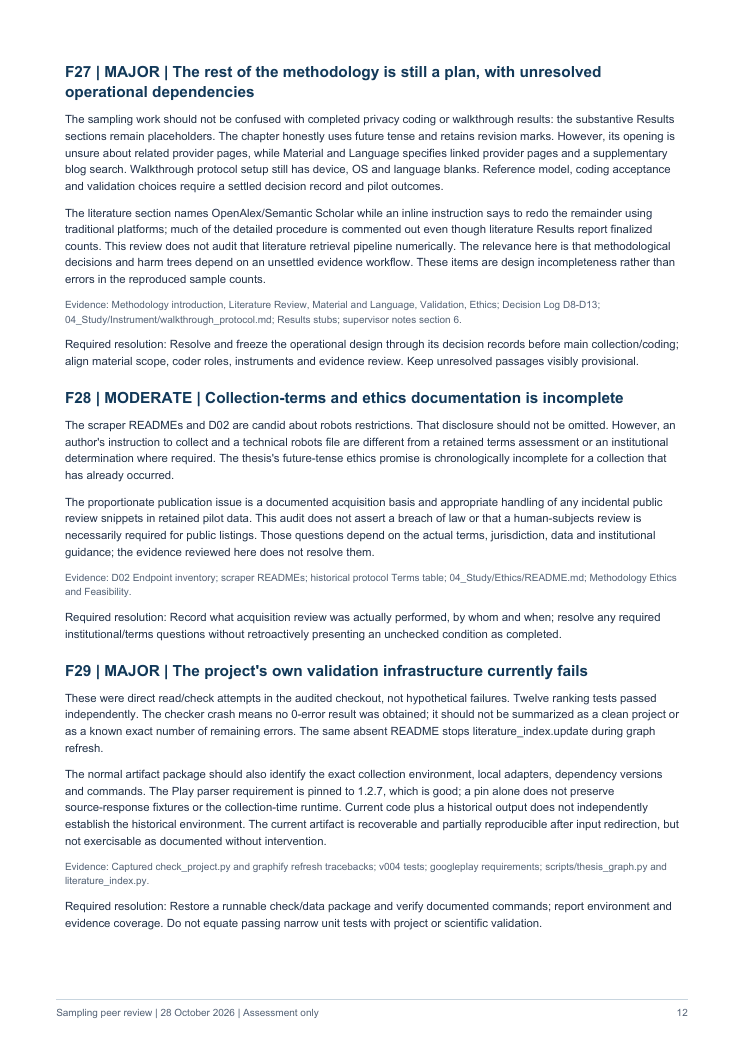 F27 | MAJOR | The rest of the methodology is still a plan, with unresolved
operational dependencies
The sampling work should not be confused with completed privacy coding or walkthrough results: the substantive Results
sections remain placeholders. The chapter honestly uses future tense and retains revision marks. However, its opening is
unsure about related provider pages, while Material and Language specifies linked provider pages and a supplementary
blog search. Walkthrough protocol setup still has device, OS and language blanks. Reference model, coding acceptance
and validation choices require a settled decision record and pilot outcomes.
The literature section names OpenAlex/Semantic Scholar while an inline instruction says to redo the remainder using
traditional platforms; much of the detailed procedure is commented out even though literature Results report finalized
counts. This review does not audit that literature retrieval pipeline numerically. The relevance here is that methodological
decisions and harm trees depend on an unsettled evidence workflow. These items are design incompleteness rather than
errors in the reproduced sample counts.
Evidence: Methodology introduction, Literature Review, Material and Language, Validation, Ethics; Decision Log D8-D13;
04_Study/Instrument/walkthrough_protocol.md; Results stubs; supervisor notes section 6.
Required resolution: Resolve and freeze the operational design through its decision records before main collection/coding;
align material scope, coder roles, instruments and evidence review. Keep unresolved passages visibly provisional.
F28 | MODERATE | Collection-terms and ethics documentation is incomplete
The scraper READMEs and D02 are candid about robots restrictions. That disclosure should not be omitted. However, an
author's instruction to collect and a technical robots file are different from a retained terms assessment or an institutional
determination where required. The thesis's future-tense ethics promise is chronologically incomplete for a collection that
has already occurred.
The proportionate publication issue is a documented acquisition basis and appropriate handling of any incidental public
review snippets in retained pilot data. This audit does not assert a breach of law or that a human-subjects review is
necessarily required for public listings. Those questions depend on the actual terms, jurisdiction, data and institutional
guidance; the evidence reviewed here does not resolve them.
Evidence: D02 Endpoint inventory; scraper READMEs; historical protocol Terms table; 04_Study/Ethics/README.md; Methodology Ethics
and Feasibility.
Required resolution: Record what acquisition review was actually performed, by whom and when; resolve any required
institutional/terms questions without retroactively presenting an unchecked condition as completed.
F29 | MAJOR | The project's own validation infrastructure currently fails
These were direct read/check attempts in the audited checkout, not hypothetical failures. Twelve ranking tests passed
independently. The checker crash means no 0-error result was obtained; it should not be summarized as a clean project or
as a known exact number of remaining errors. The same absent README stops literature_index.update during graph
refresh.
The normal artifact package should also identify the exact collection environment, local adapters, dependency versions
and commands. The Play parser requirement is pinned to 1.2.7, which is good; a pin alone does not preserve
source-response fixtures or the collection-time runtime. Current code plus a historical output does not independently
establish the historical environment. The current artifact is recoverable and partially reproducible after input redirection, but
not exercisable as documented without intervention.
Evidence: Captured check_project.py and graphify refresh tracebacks; v004 tests; googleplay requirements; scripts/thesis_graph.py and
literature_index.py.
Required resolution: Restore a runnable check/data package and verify documented commands; report environment and
evidence coverage. Do not equate passing narrow unit tests with project or scientific validation.
Sampling peer review | 28 October 2026 | Assessment only
12